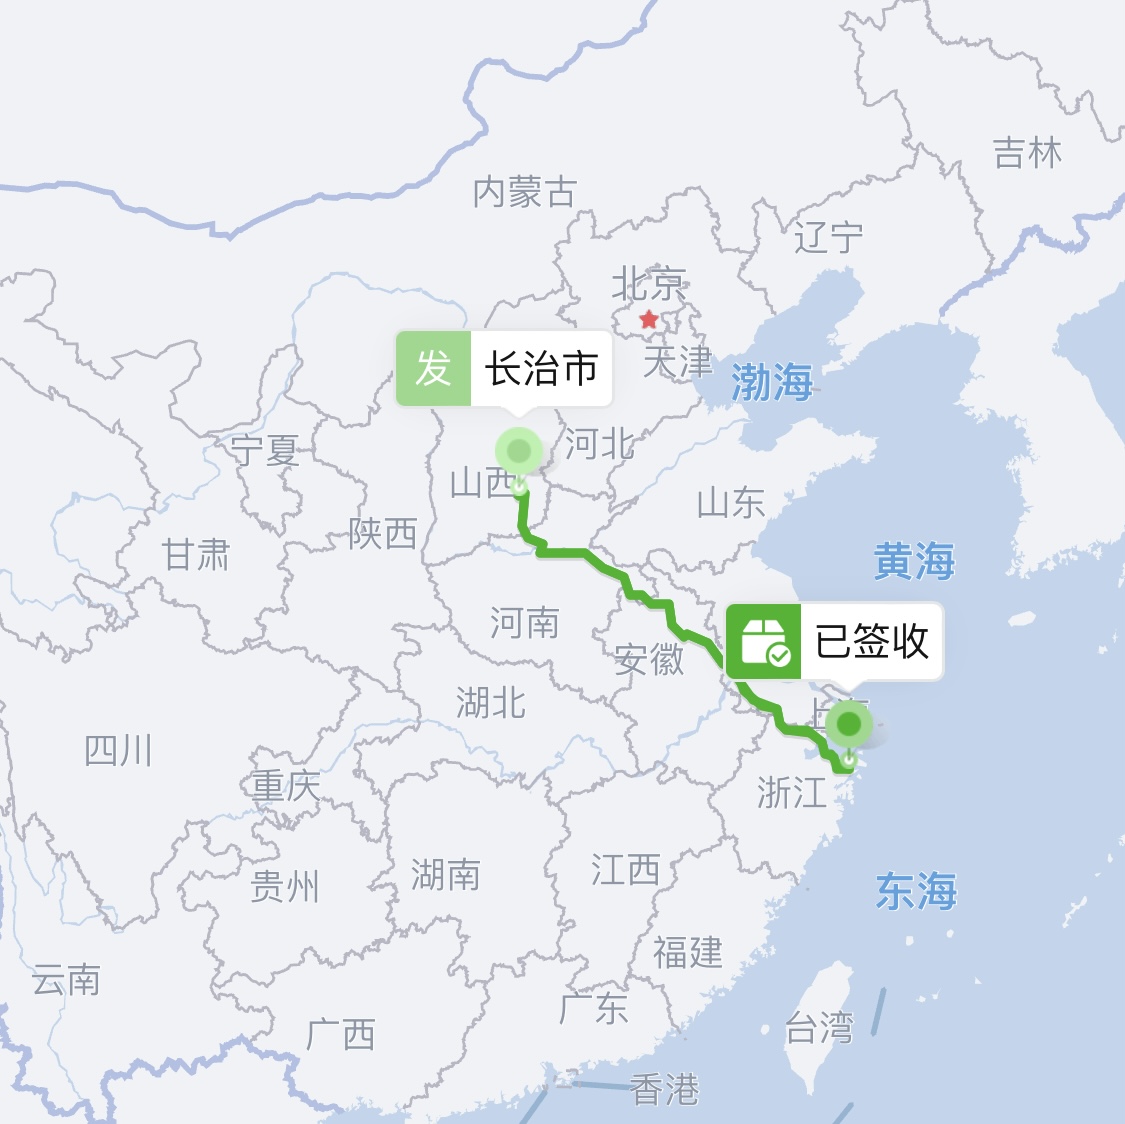 吉林
内蒙古
辽宁
北京
天津
发 长治市
渤海
宁夏
河北
山西
山东
陕西
甘肃
黄海
河南
已签收
安徽
湖北
上海
四川
重庆
浙江
江西
湖南
贵州
东海
福建
云南
广东
台湾
广西
香港